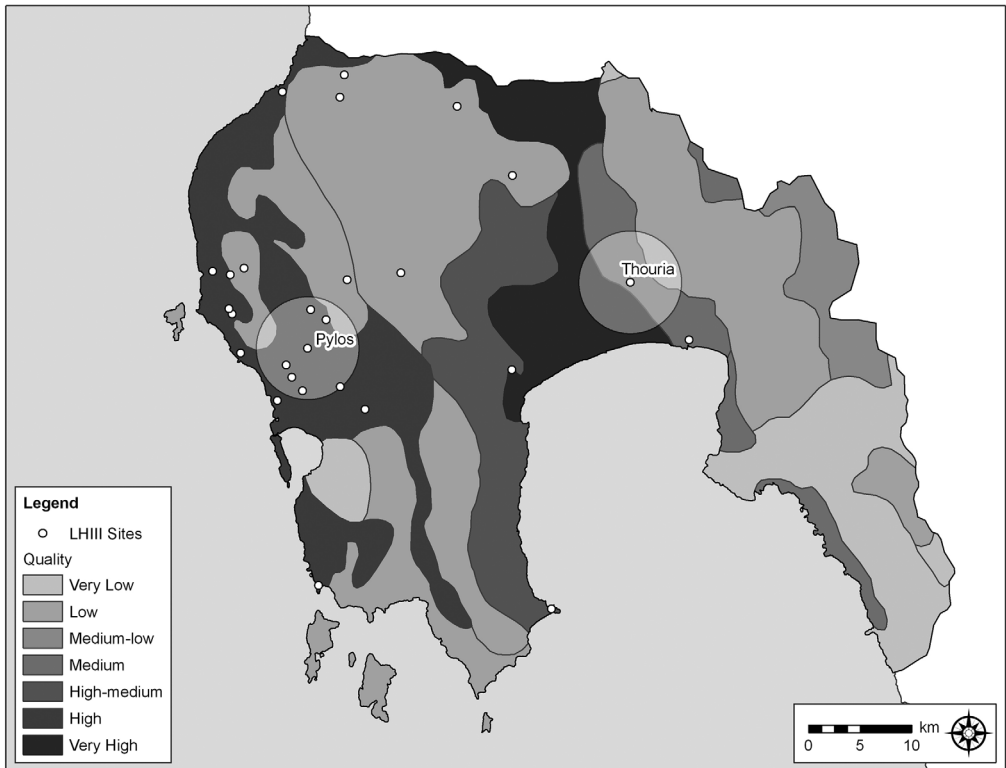 Thouria
Pylos
Legend
LHIII Sites
Quality
Very Low
Low
Medium-low
Medium
High-medium
High
Very High
km
0 5 10